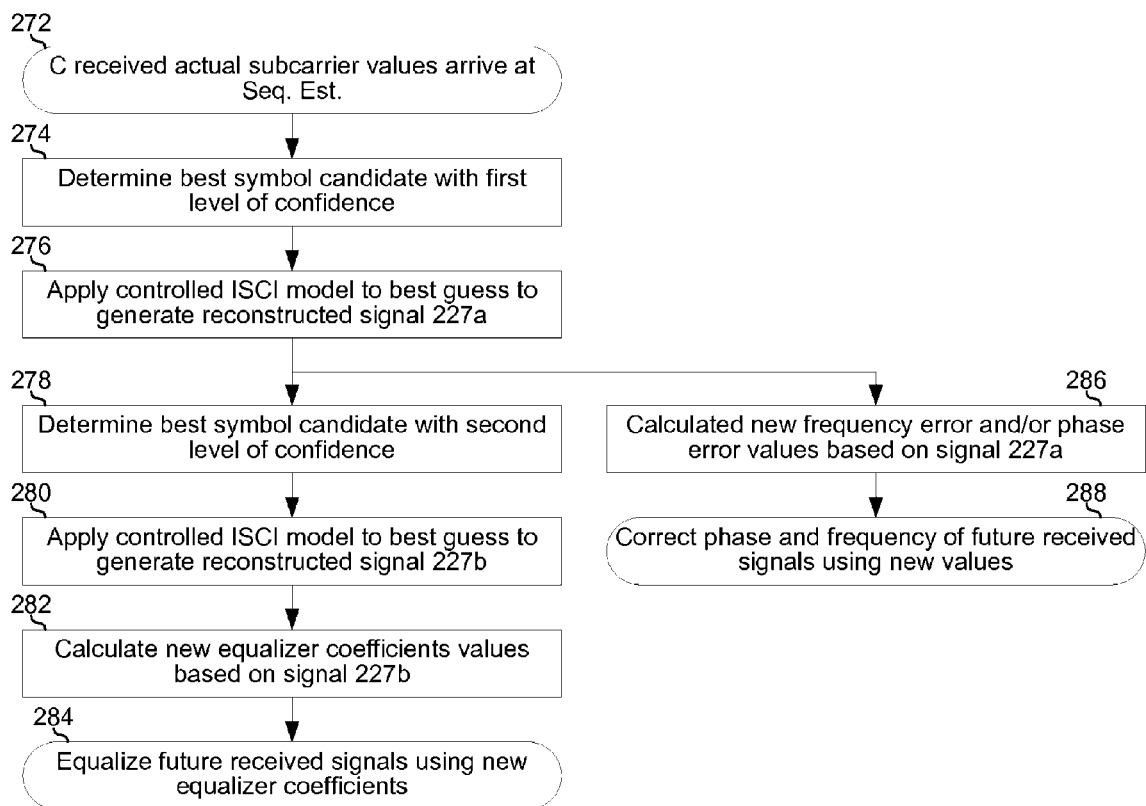 272
C received actual subcarrier values arrive at
Seq. Est.
274
Determine best symbol candidate with first
level of confidence
276
Apply controlled ISCI model to best guess to
generate reconstructed signal 227a
278
Determine best symbol candidate with second
level of confidence
280
Apply controlled ISCI model to best guess to
generate reconstructed signal 227b
282
Calculate new equalizer coefficients values
based on signal 227b
284
Equalize future received signals using new
equalizer coefficients
286
Calculated new frequency error and/or phase
error values based on signal 227a
288
Correct phase and frequency of future received
signals using new values